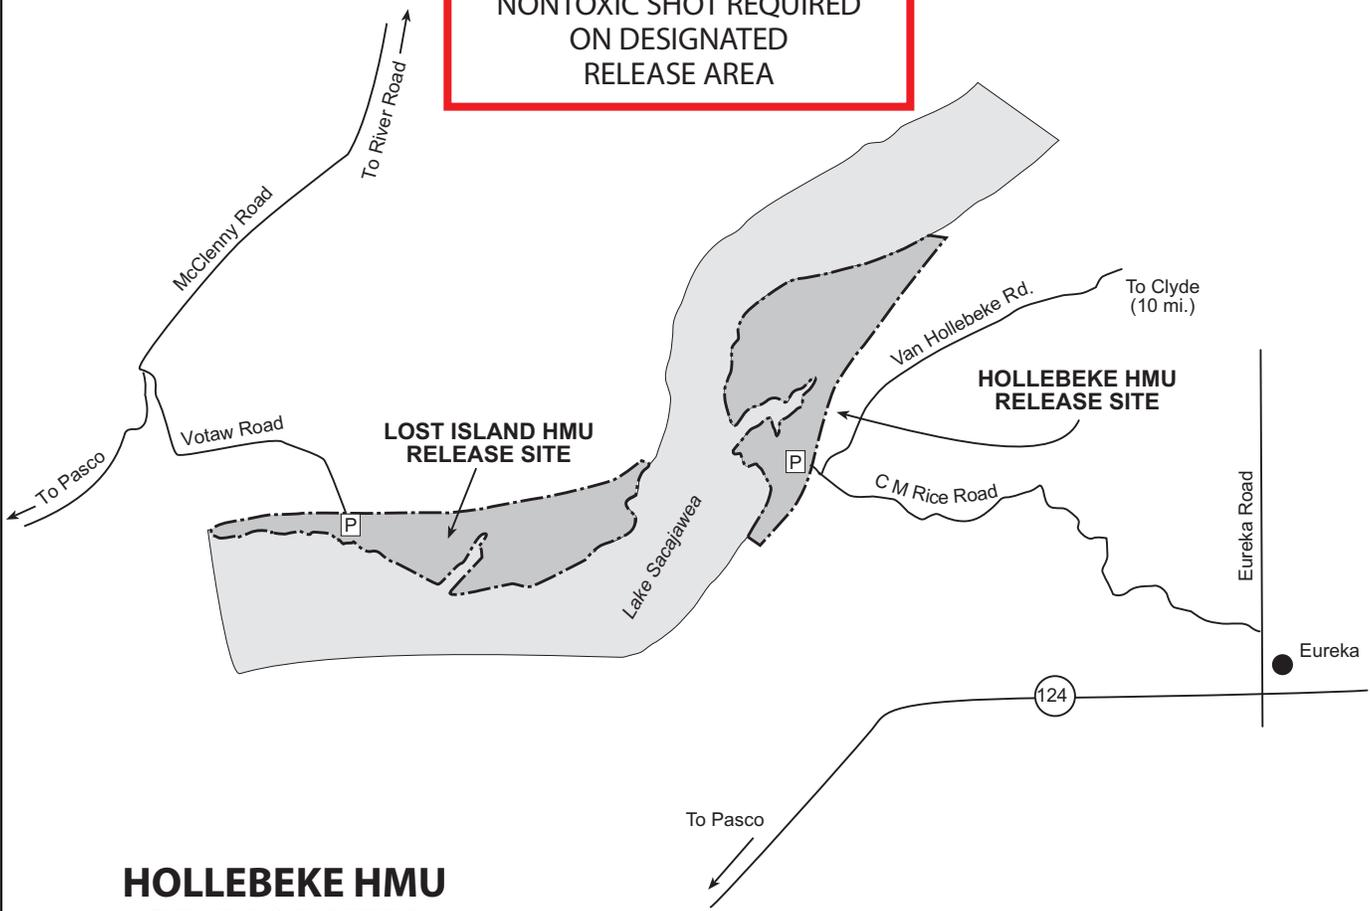 NONTOXIC SHOT REQUIRED
ON DESIGNATED
RELEASE AREA
To River Road
McClenny Road
Van Hollebeke Rd.
To Clyde
(10 mi.)
HOLLEBEKE HMU
RELEASE SITE
Votaw Road
LOST ISLAND HMU
RELEASE SITE
To Pasco
P
P
C M Rice Road
Lake Sacajawea
Eureka Road
Eureka
124
To Pasco
HOLLEBEKE HMU